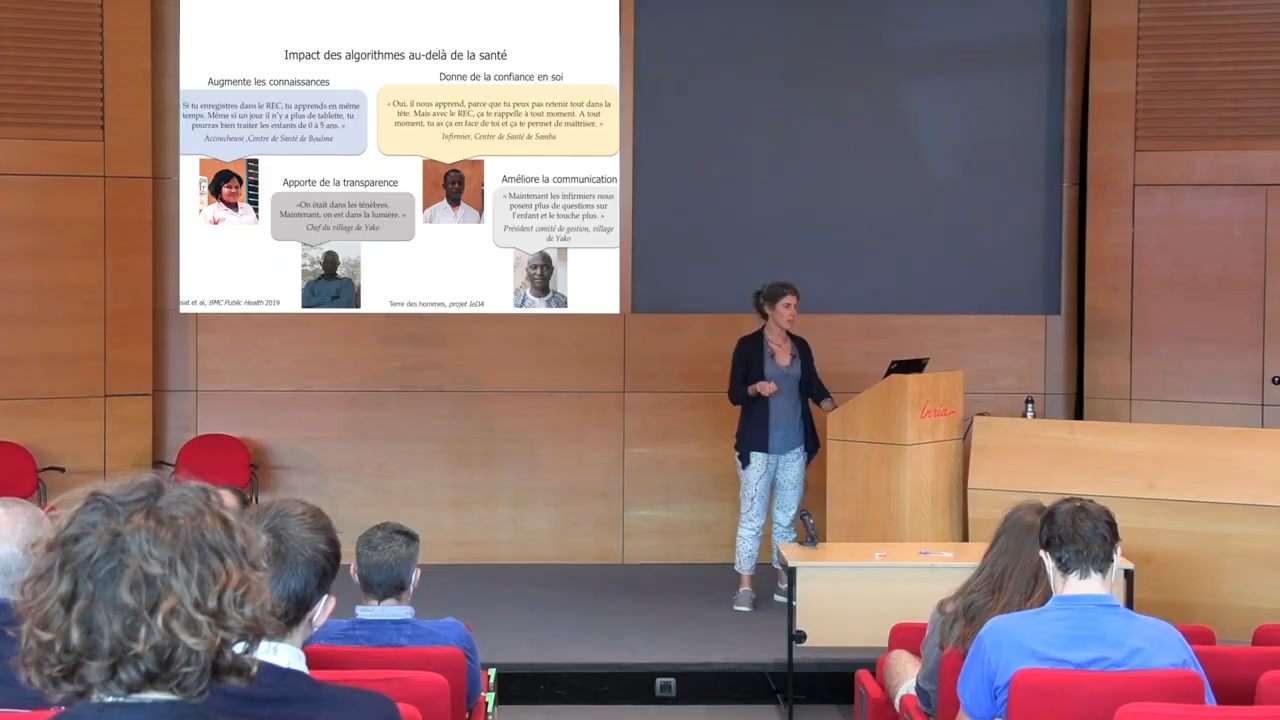 Impact des algorithmes au-delà de la santé
Augmente les connaissances
Si tu enregistres dans le REC, tu apprends en même
temps. Même si un jour il n'y a plus de tablette, tu
pourras bien traiter les enfants de 0 à 5 ans. »
Accoucheuse ,Centre de Santé de Boulma
Donne de la confiance en soi
« Oui, il nous apprend, parce que tu peux pas retenir tout dans la
tête. Mais avec le REC, ça te rappelle à tout moment. A tout
moment, tu as ça en face de toi et ça te permet de maîtriser. »
Infirmier, Centre de Santé de Samba
Apporte de la transparence
«On était dans les ténèbres.
Maintenant, on est dans la lumière. »
Chef du village de Yako
Améliore la communication
« Maintenant les infirmiers nous
posent plus de questions sur
l'enfant et le touche plus. »
Président comité de gestion, village
de Yako
sat et al, BMC Public Health 2019
Terre des hommes, projet IeDA
Inria